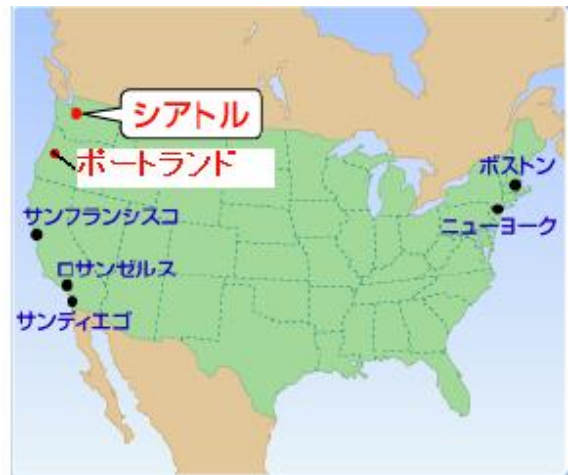 シアトル
ポートランド
ボストン
サンフランシスコ
ニューヨーク
ロサンゼルス
サンディエゴ